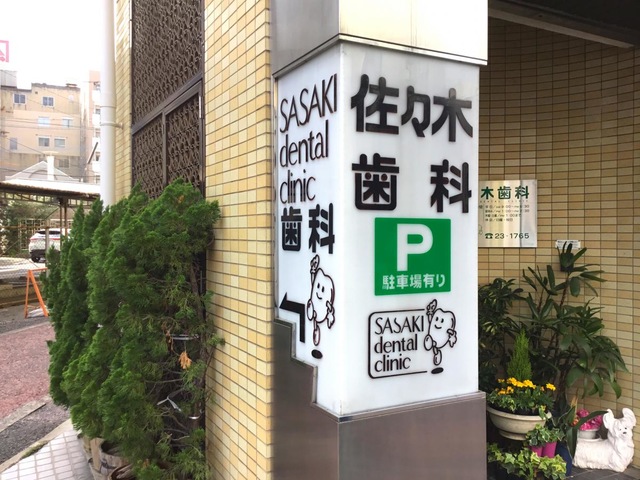 SASAKI
dental
clinic
歯科
佐々木
歯科
P
駐車場有り
SASAKI
dental
clinic
木歯科
☎23-1765